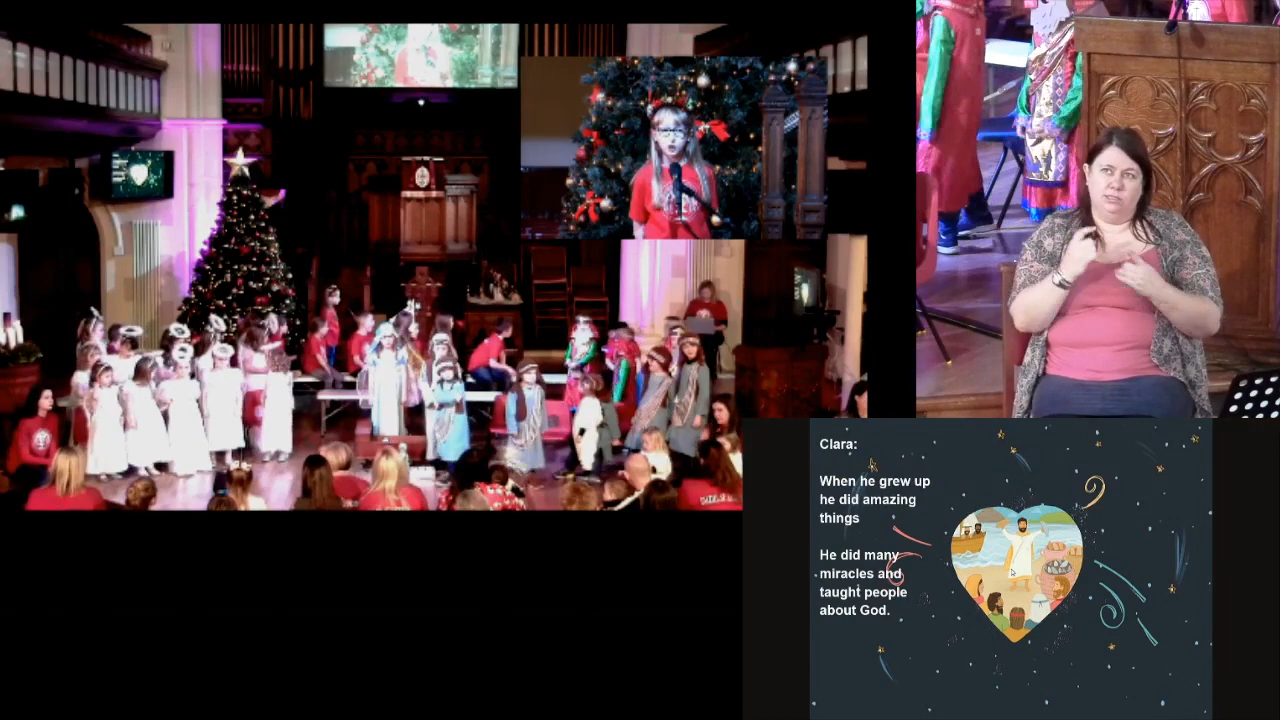 Clara:
When he grew up
he did amazing
things
He did many
miracles and
taught people
about God.